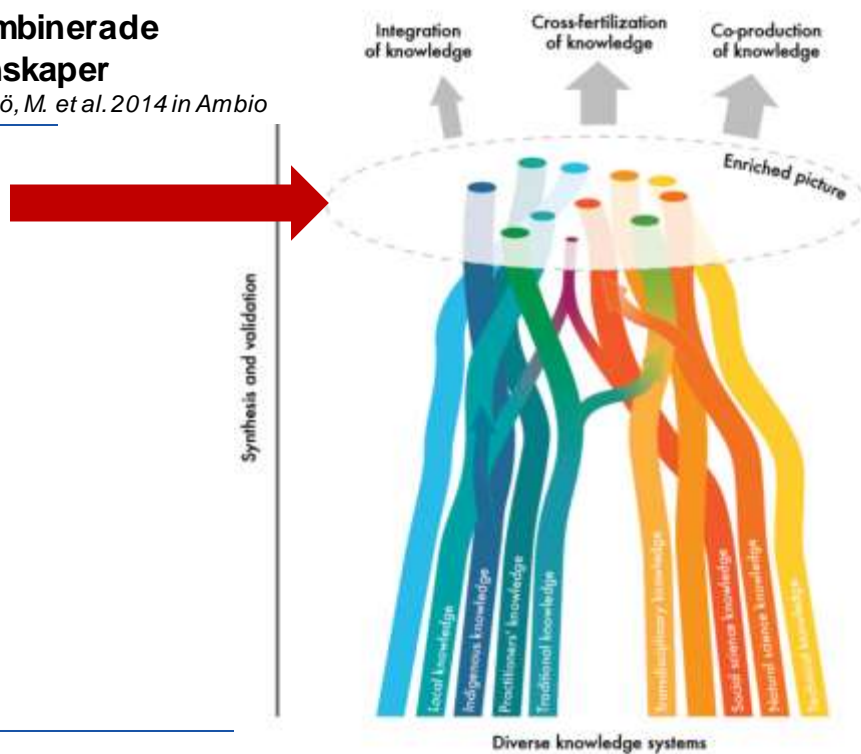 mbinerade
nskaper
ö, M. et al. 2014 in Ambio
Integration
of knowledge
Cross-fertilization
of knowledge
Co-production
of knowledge
Enriched picture
Synthesis and validation
Local knowledge
Indigenous knowledge
Practitioners' knowledge
Traditional knowledge
Transdisciplinary knowledge
Social science knowledge
Natural science knowledge
knowledge
Diverse knowledge systems